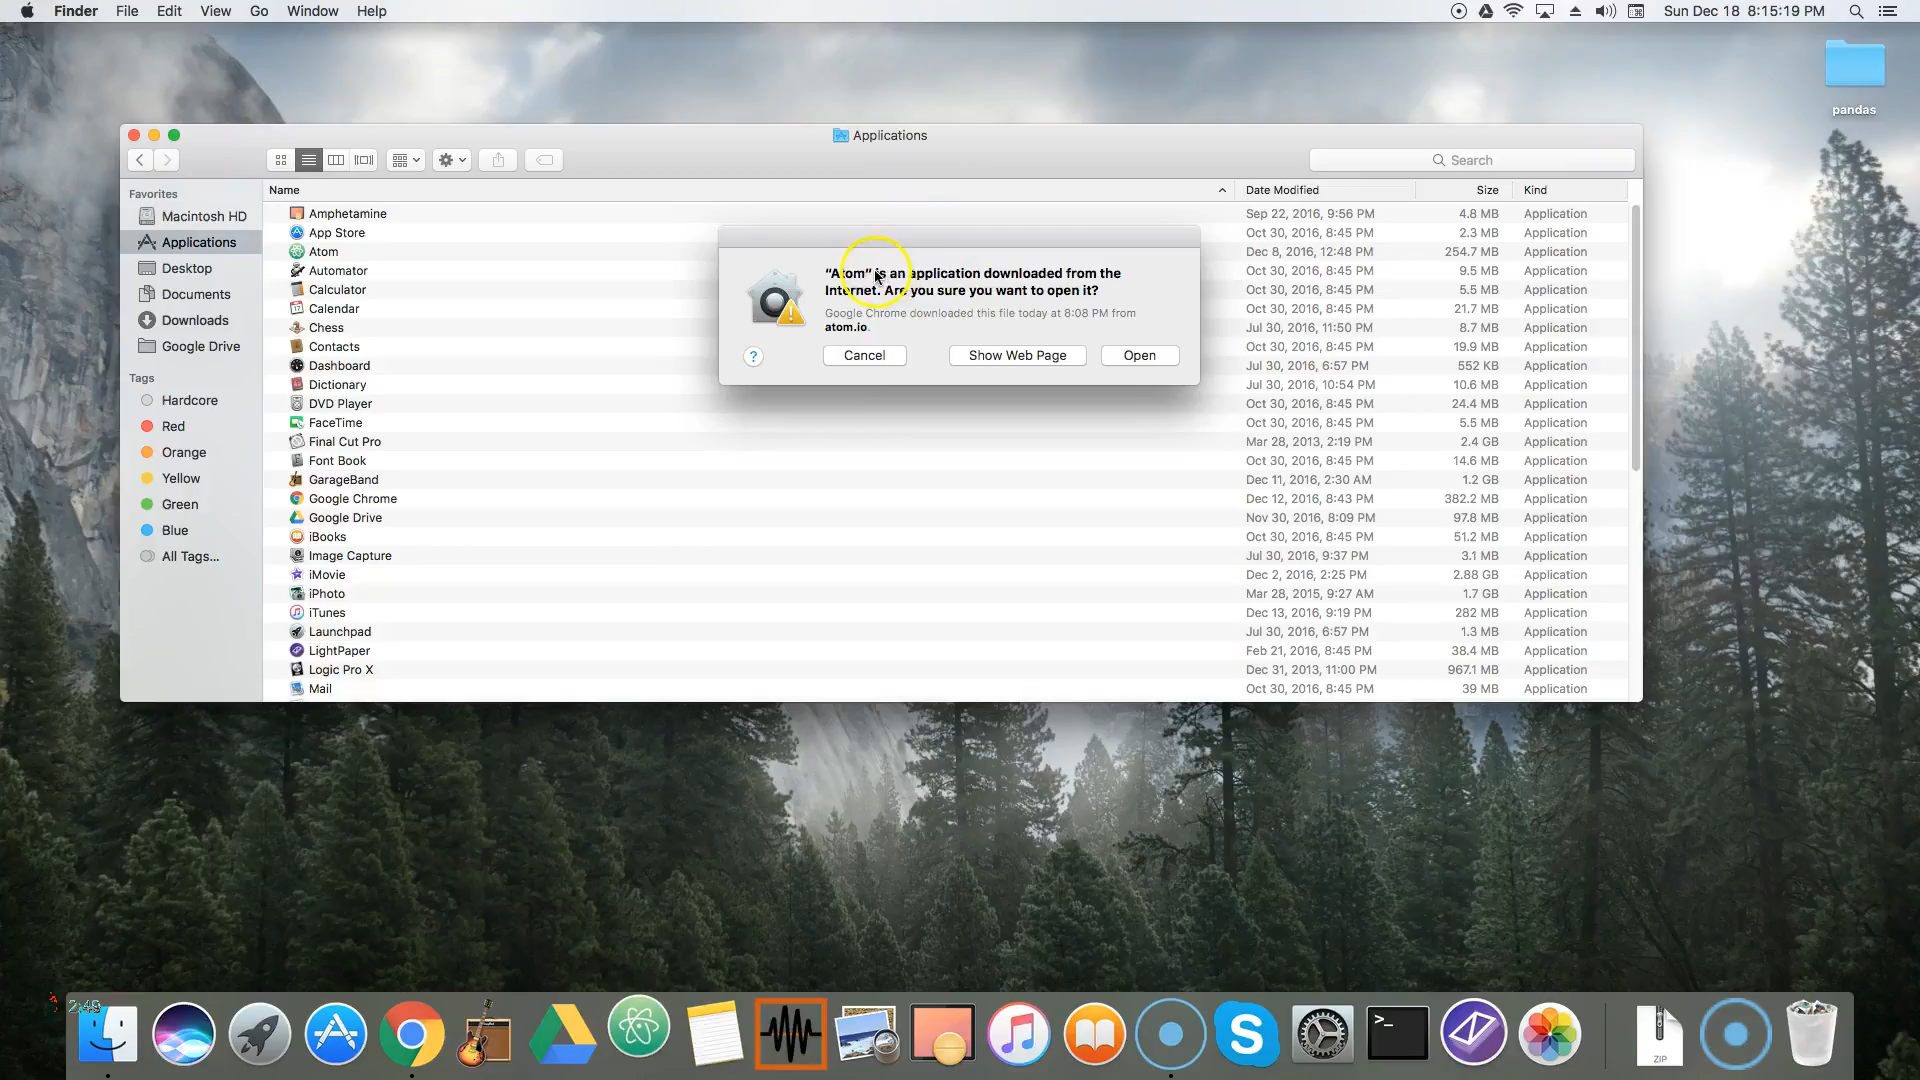 Finder File Edit View Go Window Help Sun Dec 18 8:15:19 PM
pandas
Applications
Search
Favorites
Macintosh HD
Applications
Desktop
Documents
Downloads
Google Drive
Tags
Hardcore
Red
Orange
Yellow
Green
Blue
All Tags...
Name Date Modified Size Kind
Amphetamine Sep 22, 2016, 9:56 PM 4.8 MB Application
App Store Oct 30, 2016, 8:45 PM 2.3 MB Application
Atom Dec 8, 2016, 12:48 PM 254.7 MB Application
Automator Oct 30, 2016, 8:45 PM 9.5 MB Application
Calculator Oct 30, 2016, 8:45 PM 5.5 MB Application
Calendar Oct 30, 2016, 8:45 PM 21.7 MB Application
Chess Jul 30, 2016, 11:50 PM 8.7 MB Application
Contacts Oct 30, 2016, 8:45 PM 19.9 MB Application
Dashboard Jul 30, 2016, 6:57 PM 552 KB Application
Dictionary Jul 30, 2016, 10:54 PM 10.6 MB Application
DVD Player Oct 30, 2016, 8:45 PM 24.4 MB Application
FaceTime Oct 30, 2016, 8:45 PM 5.5 MB Application
Final Cut Pro Mar 28, 2013, 2:19 PM 2.4 GB Application
Font Book Oct 30, 2016, 8:45 PM 14.6 MB Application
GarageBand Dec 11, 2016, 2:30 AM 1.2 GB Application
Google Chrome Dec 12, 2016, 8:43 PM 382.2 MB Application
Google Drive Nov 30, 2016, 8:09 PM 97.8 MB Application
iBooks Oct 30, 2016, 8:45 PM 51.2 MB Application
Image Capture Jul 30, 2016, 9:37 PM 3.1 MB Application
iMovie Dec 2, 2016, 2:25 PM 2.88 GB Application
iPhoto Mar 28, 2015, 9:27 AM 1.7 GB Application
iTunes Dec 13, 2016, 9:19 PM 282 MB Application
Launchpad Jul 30, 2016, 6:57 PM 1.3 MB Application
LightPaper Feb 21, 2016, 8:45 PM 38.4 MB Application
Logic Pro X Dec 31, 2013, 11:00 PM 967.1 MB Application
Mail Oct 30, 2016, 8:45 PM 39 MB Application
“Atom” is an application downloaded from the
Internet. Are you sure you want to open it?
Google Chrome downloaded this file today at 8:08 PM from
atom.io.
? Cancel Show Web Page Open
2:45
ZIP